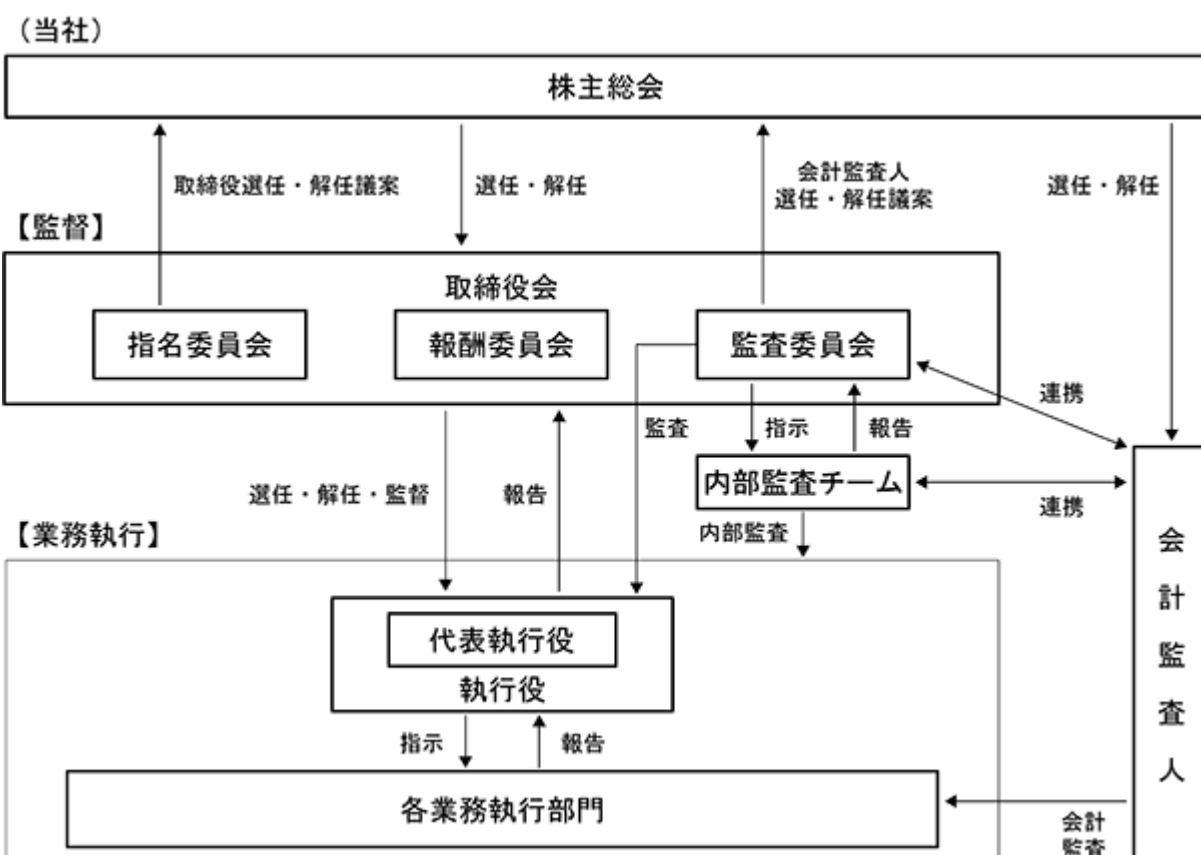 （当社）
株主総会
取締役選任・解任議案
選任・解任
会計監査人
選任・解任議案
選任・解任
【監督】
取締役会
指名委員会
報酬委員会
監査委員会
連携
監査
指示
報告
内部監査チーム
選任・解任・監督
報告
連携
内部監査
【業務執行】
会計監査人
代表執行役
執行役
指示
報告
各業務執行部門
会計
監査